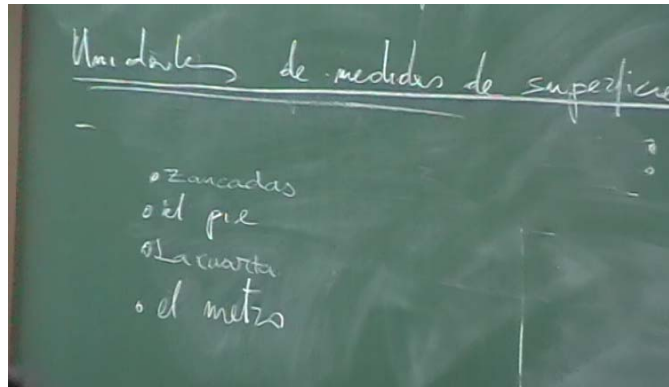 Unidades de medidas de superficie
• Zancadas
• el pie
• La cuarta
• el metro